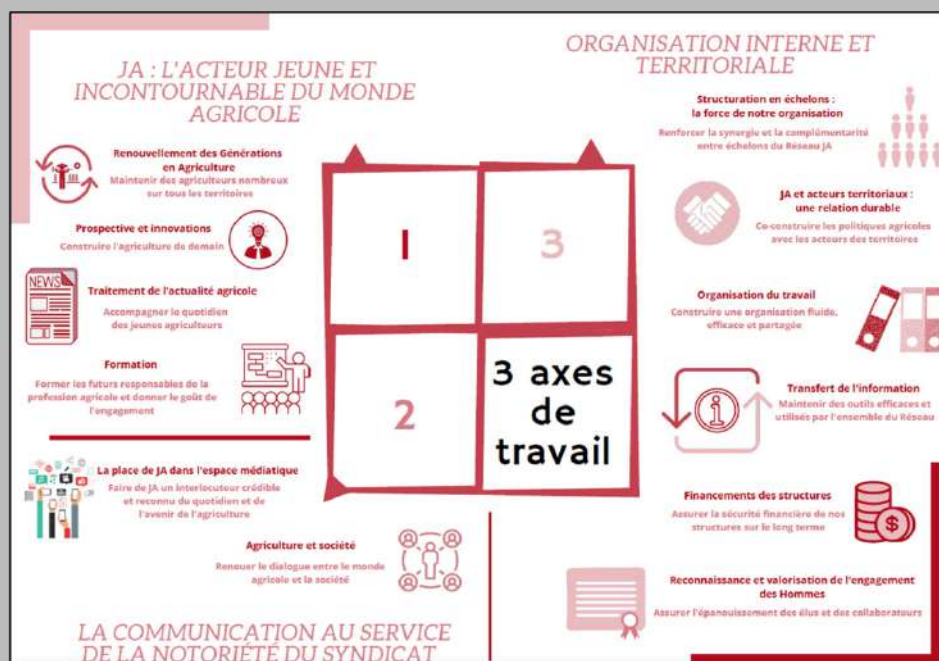 JA : L'ACTEUR JEUNE ET
INCONTOURNABLE DU MONDE
AGRICOLE
Renouvellement des Générations
en Agriculture
Maintenir des agriculteurs nombreux
sur tous les territoires
Prospective et innovations
Construire l'agriculture de demain
NEWS
Traitement de l'actualité agricole
Accompagner le quotidien
des jeunes agriculteurs
Formation
Former les futurs responsables de la
profession agricole et donner le goût de
l'engagement
La place de JA dans l'espace médiatique
Faire de JA un interlocuteur crédible
et reconnu du quotidien et de
l'avenir de l'agriculture
Agriculture et société
Renouer le dialogue entre le monde
agricole et la société
LA COMMUNICATION AU SERVICE
DE LA NOTORIÉTÉ DU SYNDICAT
1
3
2
3 axes
de
travail
ORGANISATION INTERNE ET
TERRITORIALE
Structuration en échelons :
la force de notre organisation
Renforcer la synergie et la complémentarité
entre échelons du Réseau JA
JA et acteurs territoriaux :
une relation durable
Co-construire les politiques agricoles
avec les acteurs des territoires
Organisation du travail
Construire une organisation fluide,
efficace et partagée
Transfert de l'information
Maintenir des outils efficaces et
utilisés par l'ensemble du Réseau
i
Financements des structures
Assurer la sécurité financière de nos
structures sur le long terme
$
Reconnaissance et valorisation de l'engagement
des Hommes
Assurer l'épanouissement des élus et des collaborateurs